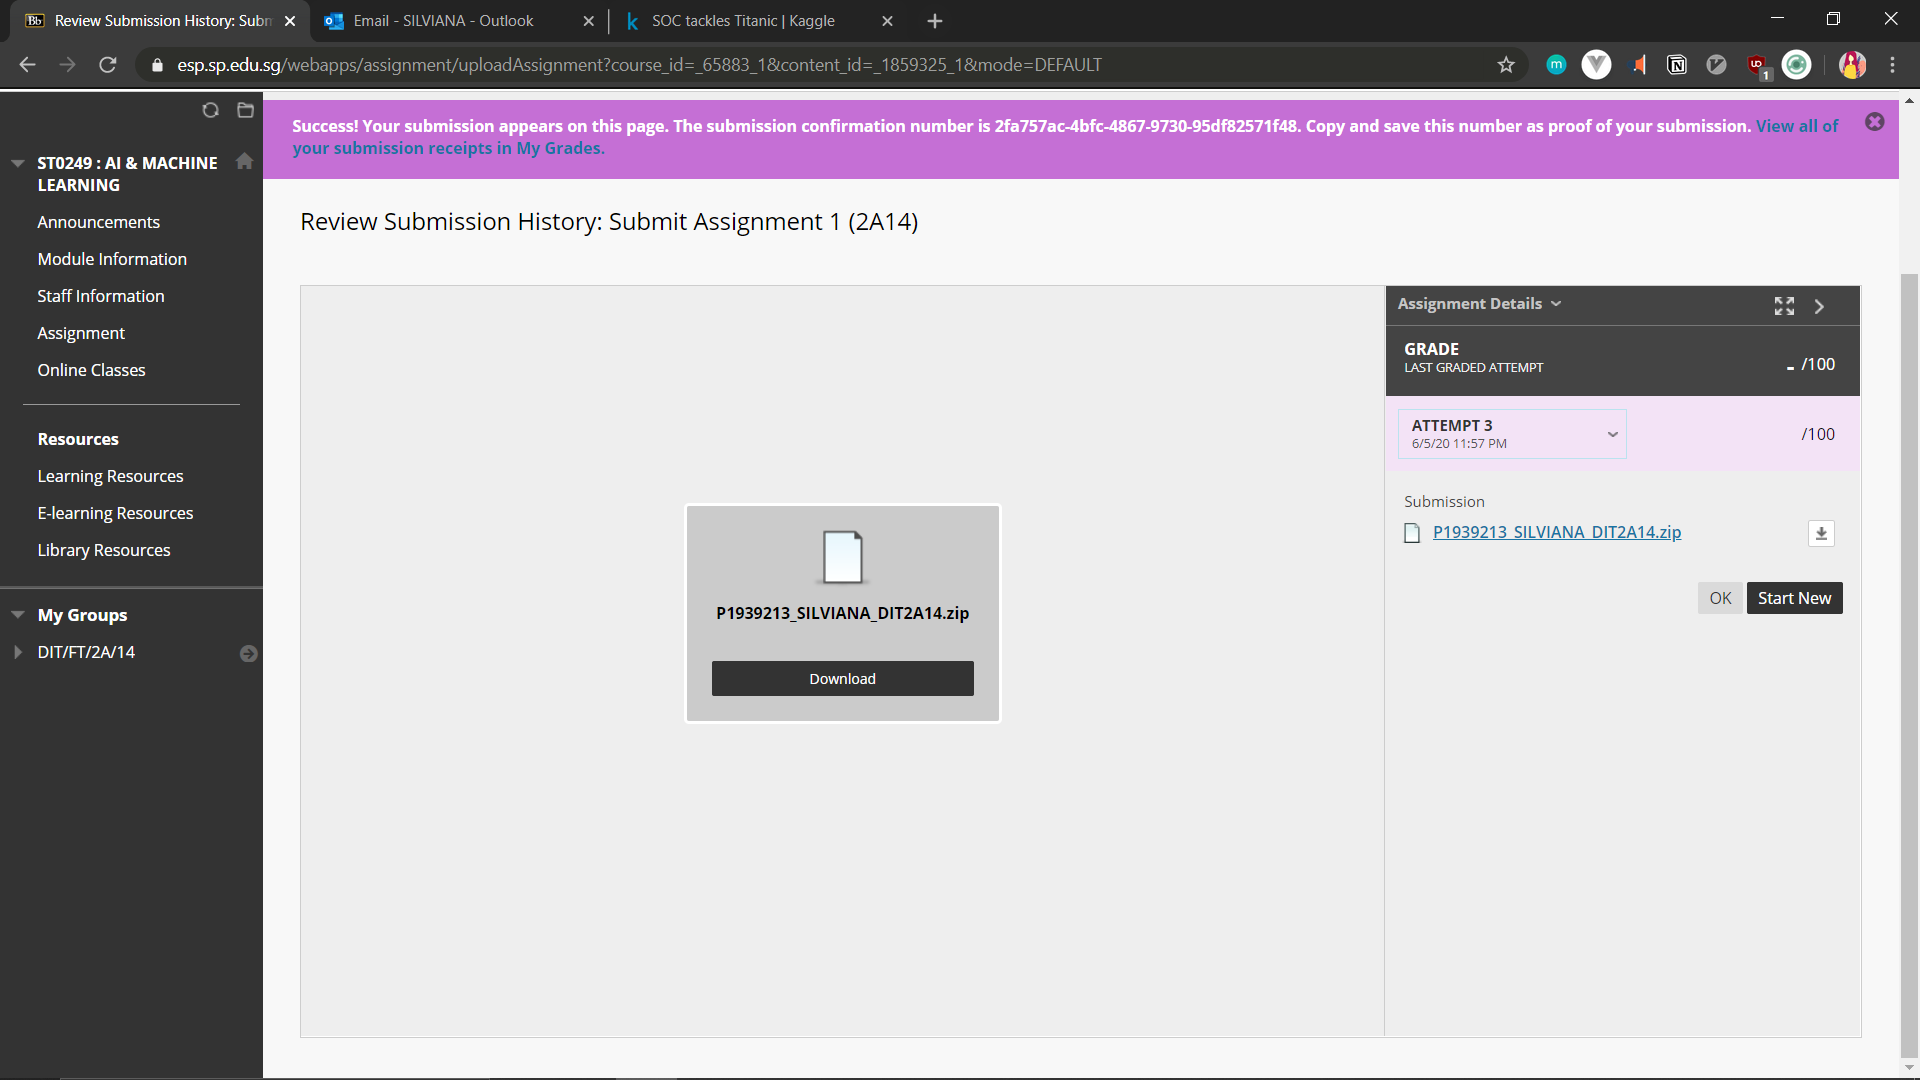 Review Submission History: Subm
Email - SILVIANA - Outlook
SOC tackles Titanic | Kaggle
esp.sp.edu.sg/webapps/assignment/uploadAssignment?course_id=_65883_1&content_id=_1859325_1&mode=DEFAULT
Success! Your submission appears on this page. The submission confirmation number is 2fa757ac-4bfc-4867-9730-95df82571f48. Copy and save this number as proof of your submission. View all of
your submission receipts in My Grades.
ST0249 : AI & MACHINE
LEARNING
Announcements
Module Information
Staff Information
Assignment
Online Classes
Resources
Learning Resources
E-learning Resources
Library Resources
My Groups
DIT/FT/2A/14
Review Submission History: Submit Assignment 1 (2A14)
P1939213_SILVIANA_DIT2A14.zip
Download
Assignment Details
GRADE
LAST GRADED ATTEMPT
- /100
ATTEMPT 3
6/5/20 11:57 PM
/100
Submission
P1939213_SILVIANA_DIT2A14.zip
OK
Start New